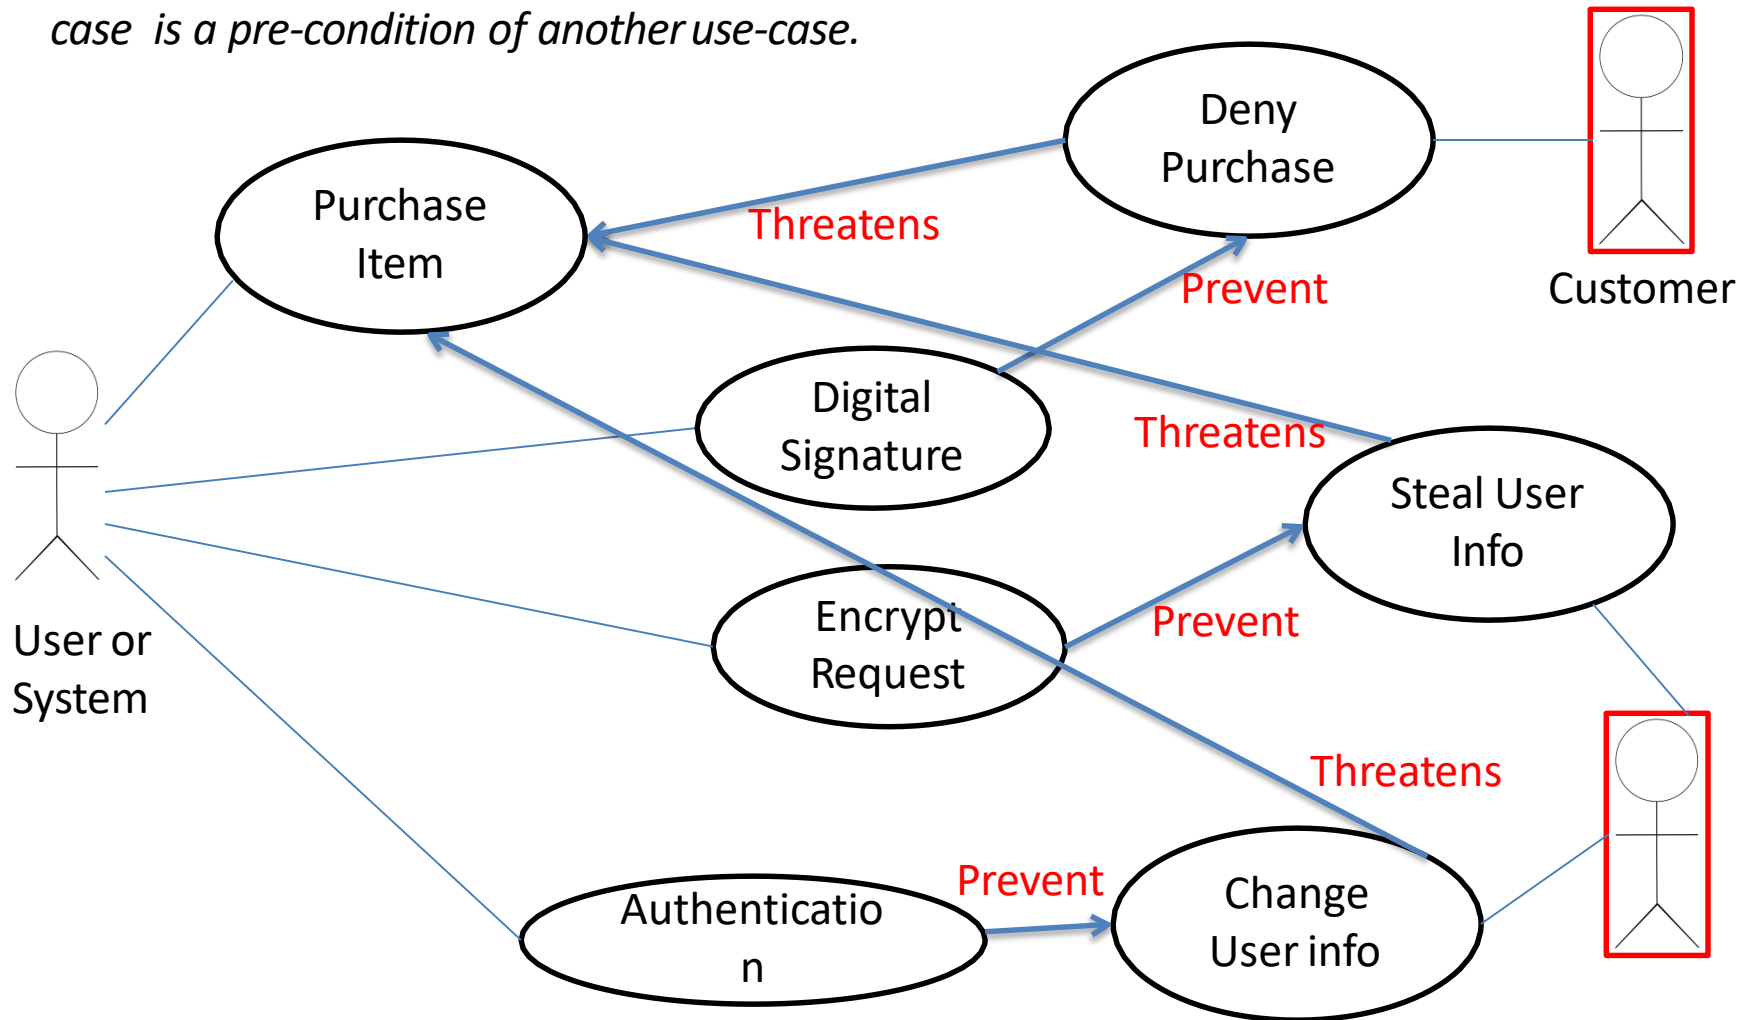 case is a pre-condition of another use-case.
Deny
Purchase
Purchase
Item
Threatens
Prevent
Customer
Digital
Signature
Threatens
Steal User
Info
Encrypt
Request
Prevent
User or
System
Threatens
Prevent
Authenticatio
n
Change
User info